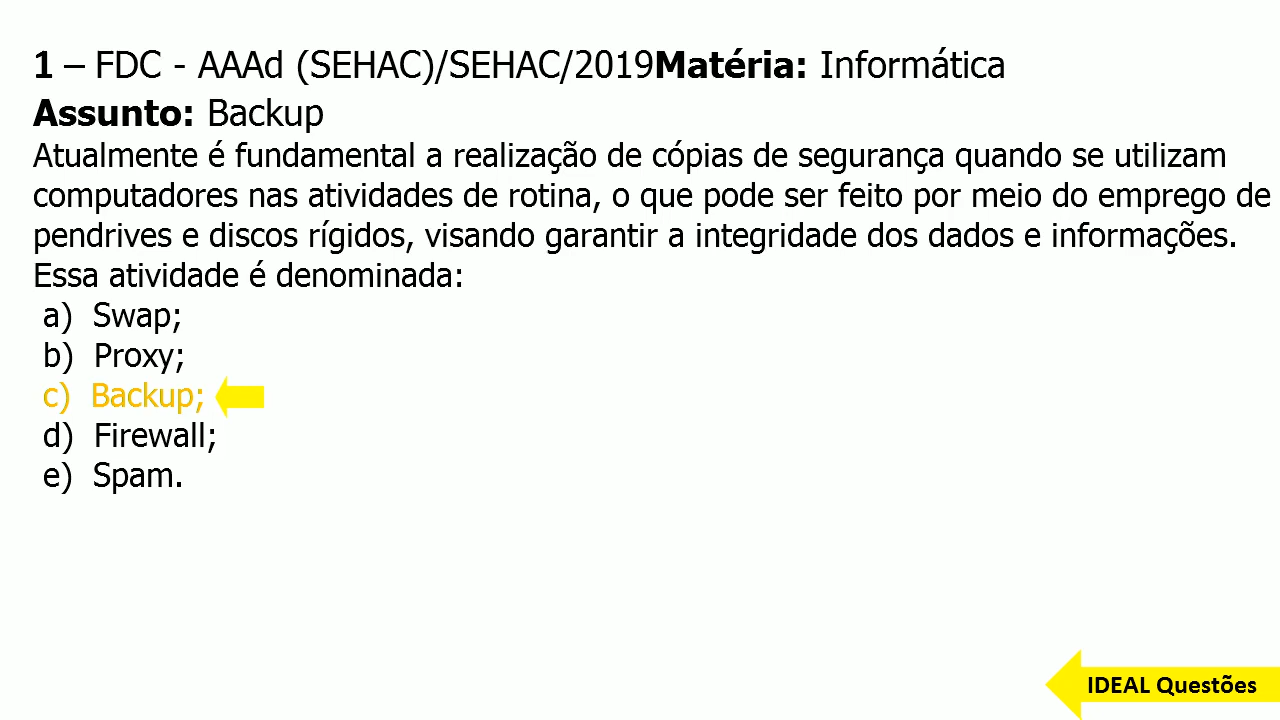 1 – FDC - AAAd (SEHAC)/SEHAC/2019Matéria: Informática
Assunto: Backup
Atualmente é fundamental a realização de cópias de segurança quando se utilizam
computadores nas atividades de rotina, o que pode ser feito por meio do emprego de
pendrives e discos rígidos, visando garantir a integridade dos dados e informações.
Essa atividade é denominada:
a) Swap;
b) Proxy;
c) Backup;
d) Firewall;
e) Spam.
IDEAL Questões